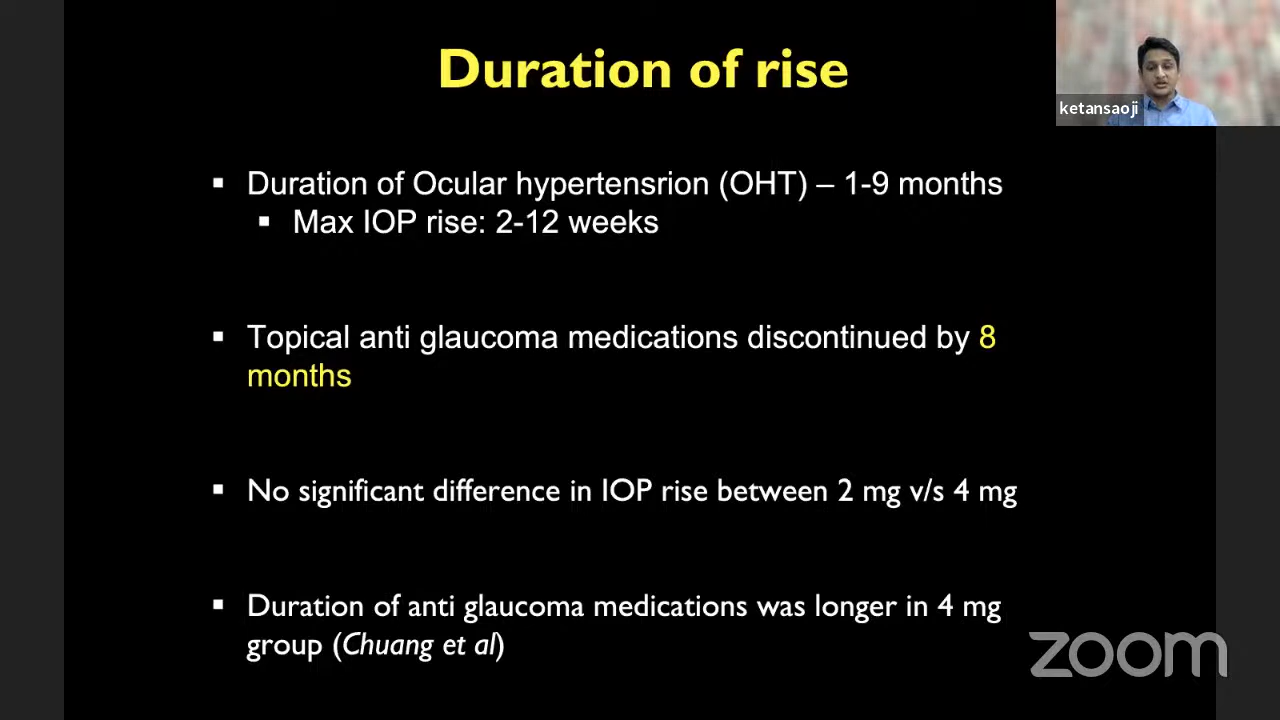 Duration of rise
ketansaoji
▪ Duration of Ocular hypertensrion (OHT) – 1-9 months
▪ Max IOP rise: 2-12 weeks
▪ Topical anti glaucoma medications discontinued by 8
months
▪ No significant difference in IOP rise between 2 mg v/s 4 mg
▪ Duration of anti glaucoma medications was longer in 4 mg
group (Chuang et al)
zoom